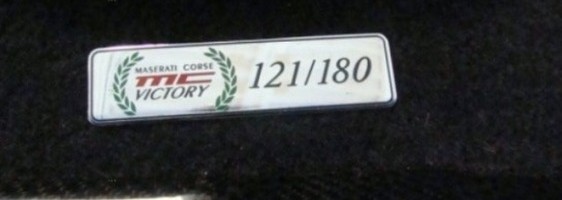 MASERATI CORSE
MC
VICTORY
121/180